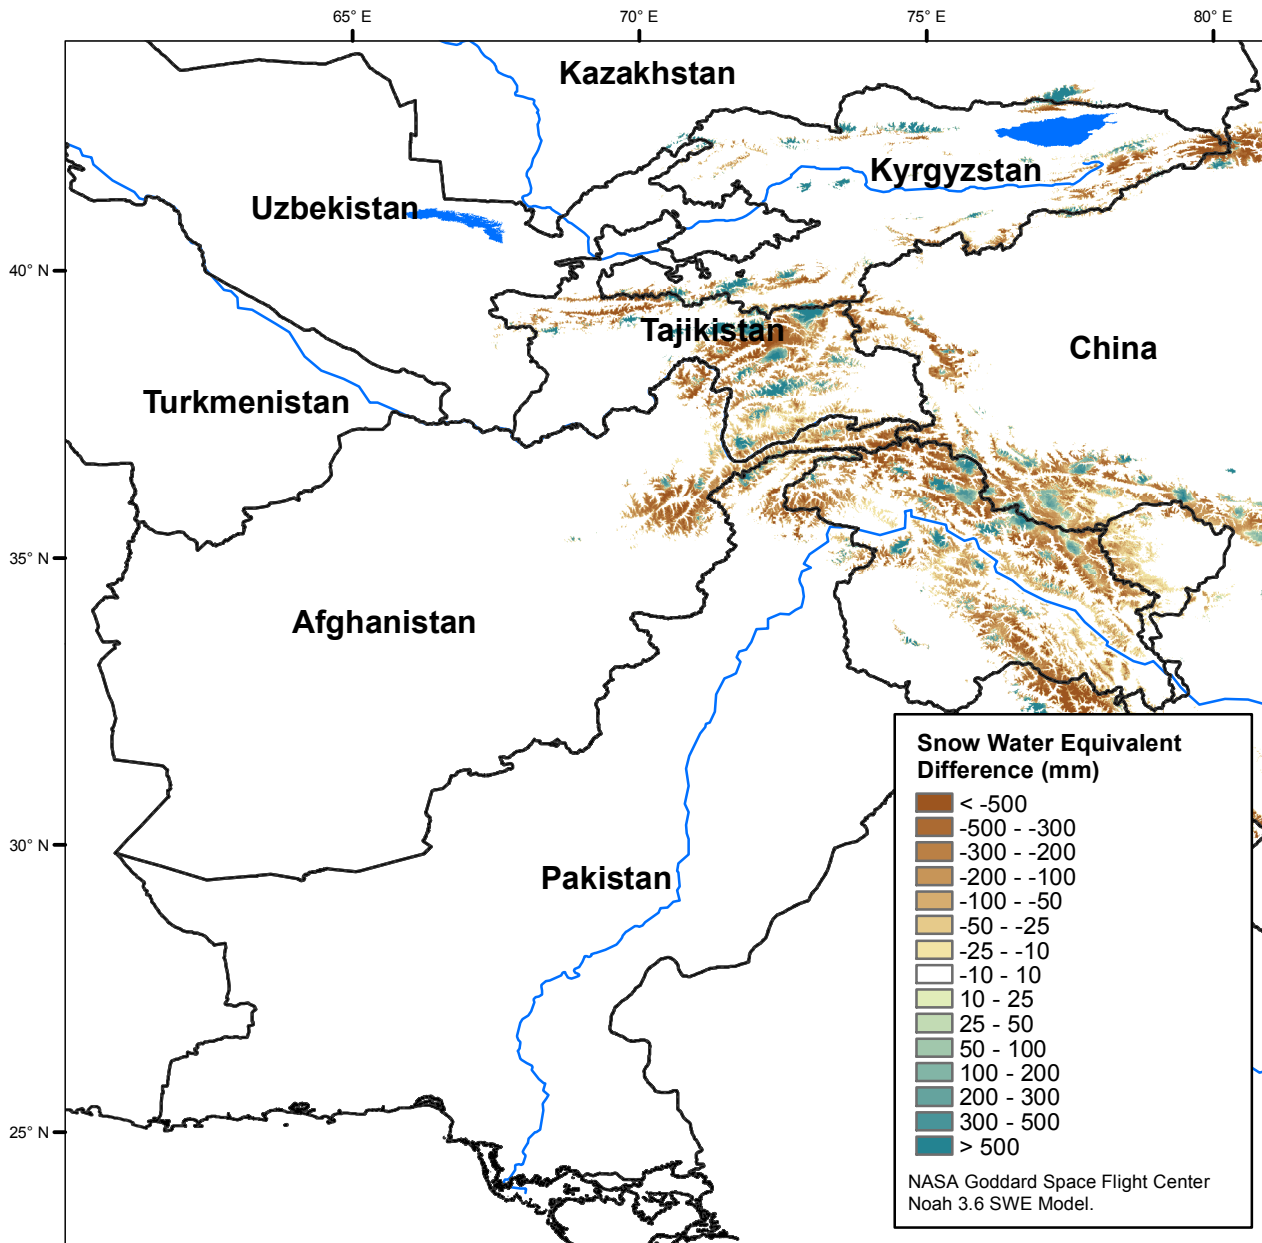 65° E
70° E
75° E
80° E
Kazakhstan
Kyrgyzstan
Uzbekistan
40° N
Tajikistan
China
Turkmenistan
35° N
Afghanistan
30° N
Pakistan
25° N
Snow Water Equivalent
Difference (mm)
< -500
-500 - -300
-300 - -200
-200 - -100
-100 - -50
-50 - -25
-25 - -10
-10 - 10
10 - 25
25 - 50
50 - 100
100 - 200
200 - 300
300 - 500
> 500
NASA Goddard Space Flight Center
Noah 3.6 SWE Model.